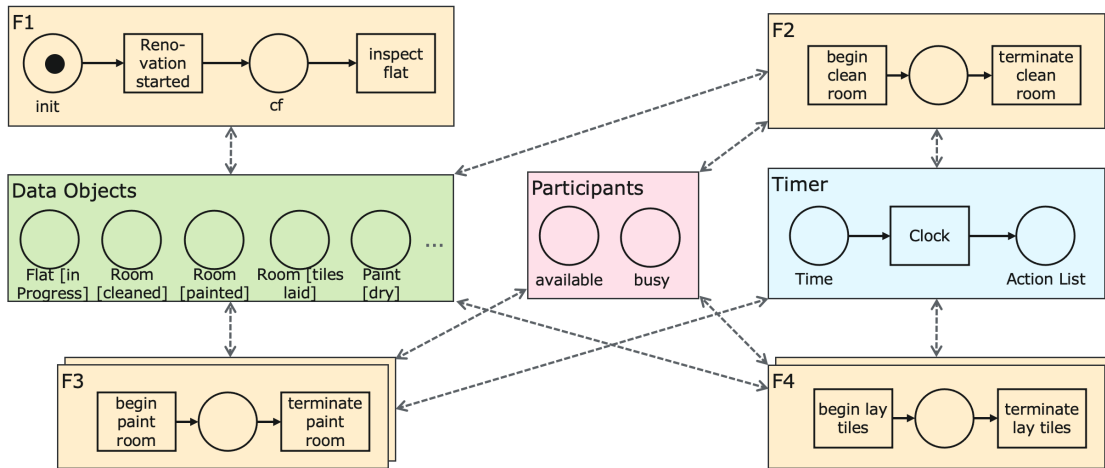 F1
Reno-
vation
started
inspect
flat
init
cf
F2
begin
clean
room
terminate
clean
room
Data Objects
Flat [in
Progress]
Room
[cleaned]
Room
[painted]
Room [tiles
laid]
Paint
[dry]
...
Participants
available
busy
Timer
Clock
Time
Action List
F3
begin
paint
room
terminate
paint
room
F4
begin lay
tiles
terminate
lay tiles